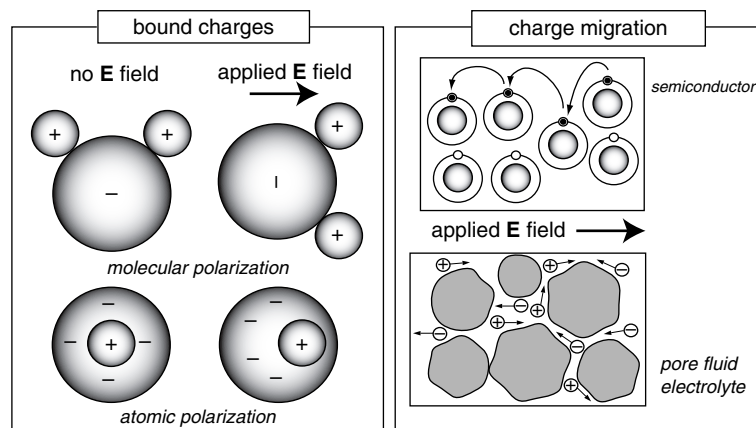 bound charges
no E field
applied E field
+
+
–
+
I
+
molecular polarization
–
–
+
–
–
–
–
–
–
+
atomic polarization
charge migration
semiconductor
applied E field
+
+
–
–
+
+
–
–
–
+
pore fluid
electrolyte